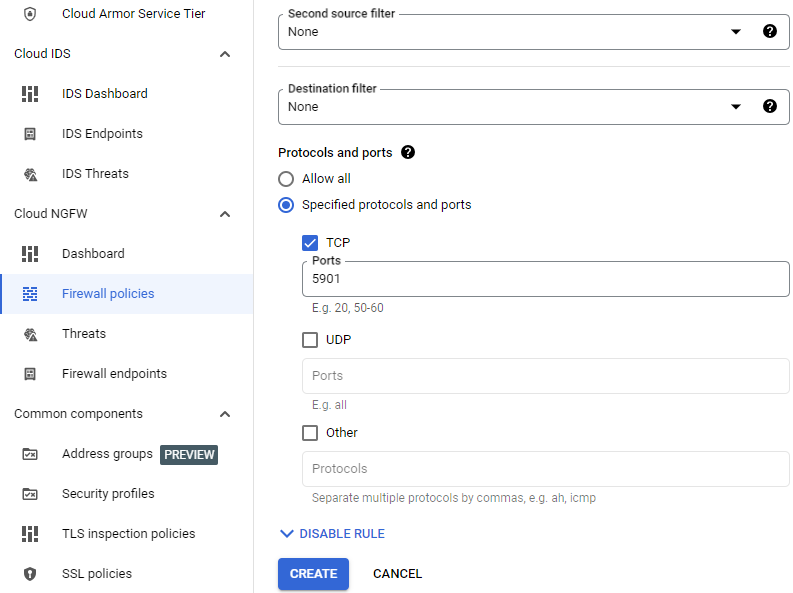 Cloud Armor Service Tier
Cloud IDS
IDS Dashboard
IDS Endpoints
IDS Threats
Cloud NGFW
Dashboard
Firewall policies
Threats
Firewall endpoints
Common components
Address groups PREVIEW
Security profiles
TLS inspection policies
SSL policies
Second source filter
None
Destination filter
None
Protocols and ports
Allow all
Specified protocols and ports
TCP
Ports
5901
E.g. 20, 50-60
UDP
Ports
E.g. all
Other
Protocols
Separate multiple protocols by commas, e.g. ah, icmp
DISABLE RULE
CREATE CANCEL